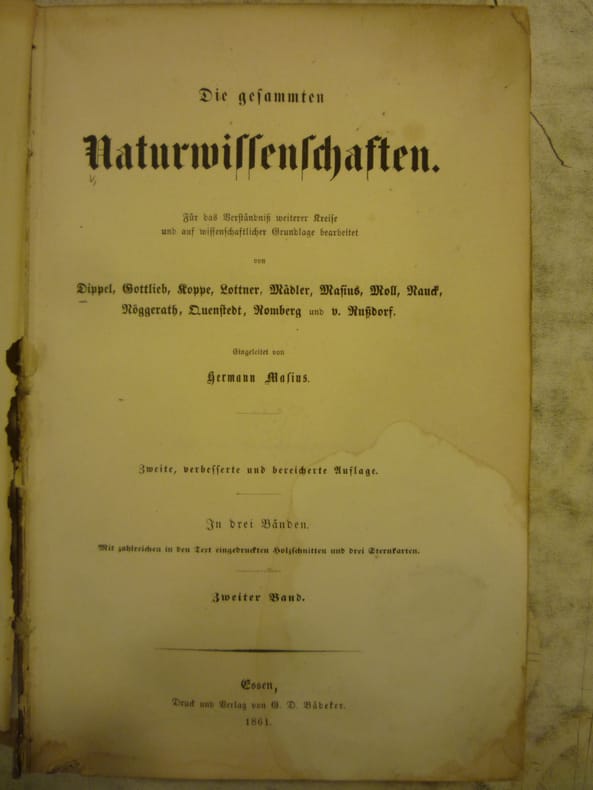 Die gesammten
Naturwissenschaften.
Für das Verständniß weiterer Kreise
und auf wissenschaftlicher Grundlage bearbeitet
von
Dippel, Gottlieb, Koppe, Lottner, Mädler, Masius, Moll, Nauck,
Nöggerath, Quenstedt, Romberg und v. Rußdorf.
Eingeleitet von
Hermann Masius.
Zweite, verbesserte und bereicherte Auflage.
In drei Bänden.
Mit zahlreichen in den Text eingedruckten Holzschnitten und drei Sternkarten.
Zweiter Band.
Essen,
Druck und Verlag von G. D. Bädeker.
1861.